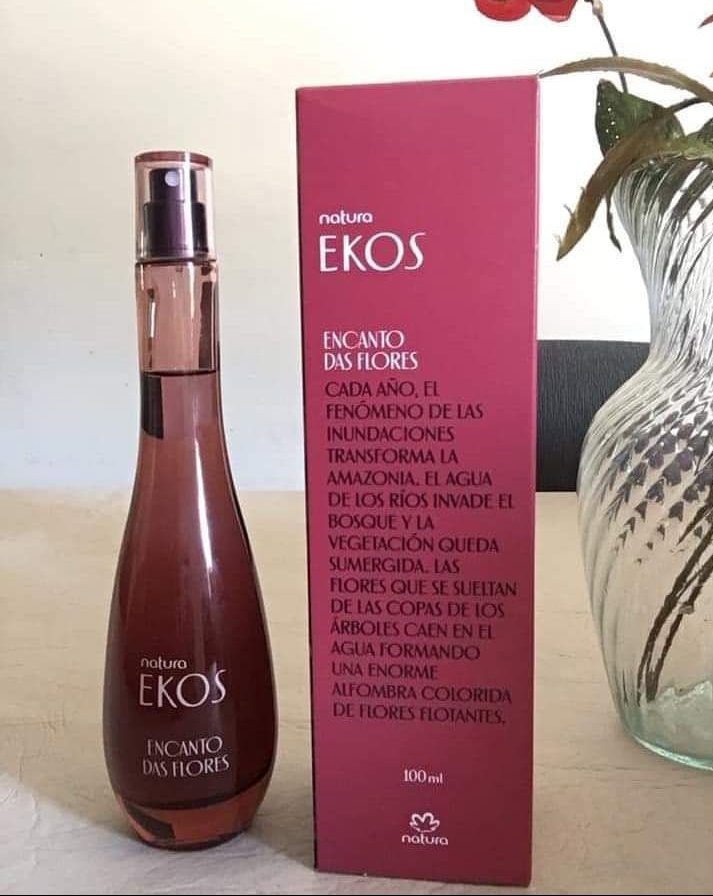 natura
EKOS
ENCANTO
DAS FLORES
CADA AÑO, EL
FENÓMENO DE LAS
INUNDACIONES
TRANSFORMA LA
AMAZONIA. EL AGUA
DE LOS RÍOS INVADE EL
BOSQUE Y LA
VEGETACIÓN QUEDA
SUMERGIDA. LAS
FLORES QUE SE SUELTAN
DE LAS COPAS DE LOS
ÁRBOLES CAEN EN EL
AGUA FORMANDO
UNA ENORME
ALFOMBRA COLORIDA
DE FLORES FLOTANTES.
100 ml
natura
natura
EKOS
ENCANTO
DAS FLORES